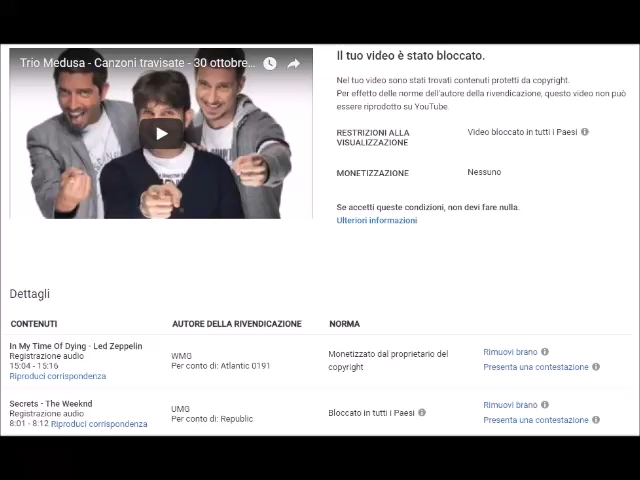 Trio Medusa - Canzoni travisate - 30 ottobre...
Il tuo video è stato bloccato.
Nel tuo video sono stati trovati contenuti protetti da copyright.
Per effetto delle norme dell'autore della rivendicazione, questo video non può
essere riprodotto su YouTube.
RESTRIZIONI ALLA
VISUALIZZAZIONE
Video bloccato in tutti i Paesi
MONETIZZAZIONE
Nessuno
Se accetti queste condizioni, non devi fare nulla.
Ulteriori informazioni
Dettagli
CONTENUTI AUTORE DELLA RIVENDICAZIONE NORMA
In My Time Of Dying - Led Zeppelin
Registrazione audio
15:04 - 15:16
Riproduci corrispondenza
WMG
Per conto di: Atlantic 0191
Monetizzato dal proprietario del
copyright
Rimuovi brano
Presenta una contestazione
Secrets - The Weeknd
Registrazione audio
8:01 - 8:12 Riproduci corrispondenza
UMG
Per conto di: Republic
Bloccato in tutti i Paesi
Rimuovi brano
Presenta una contestazione